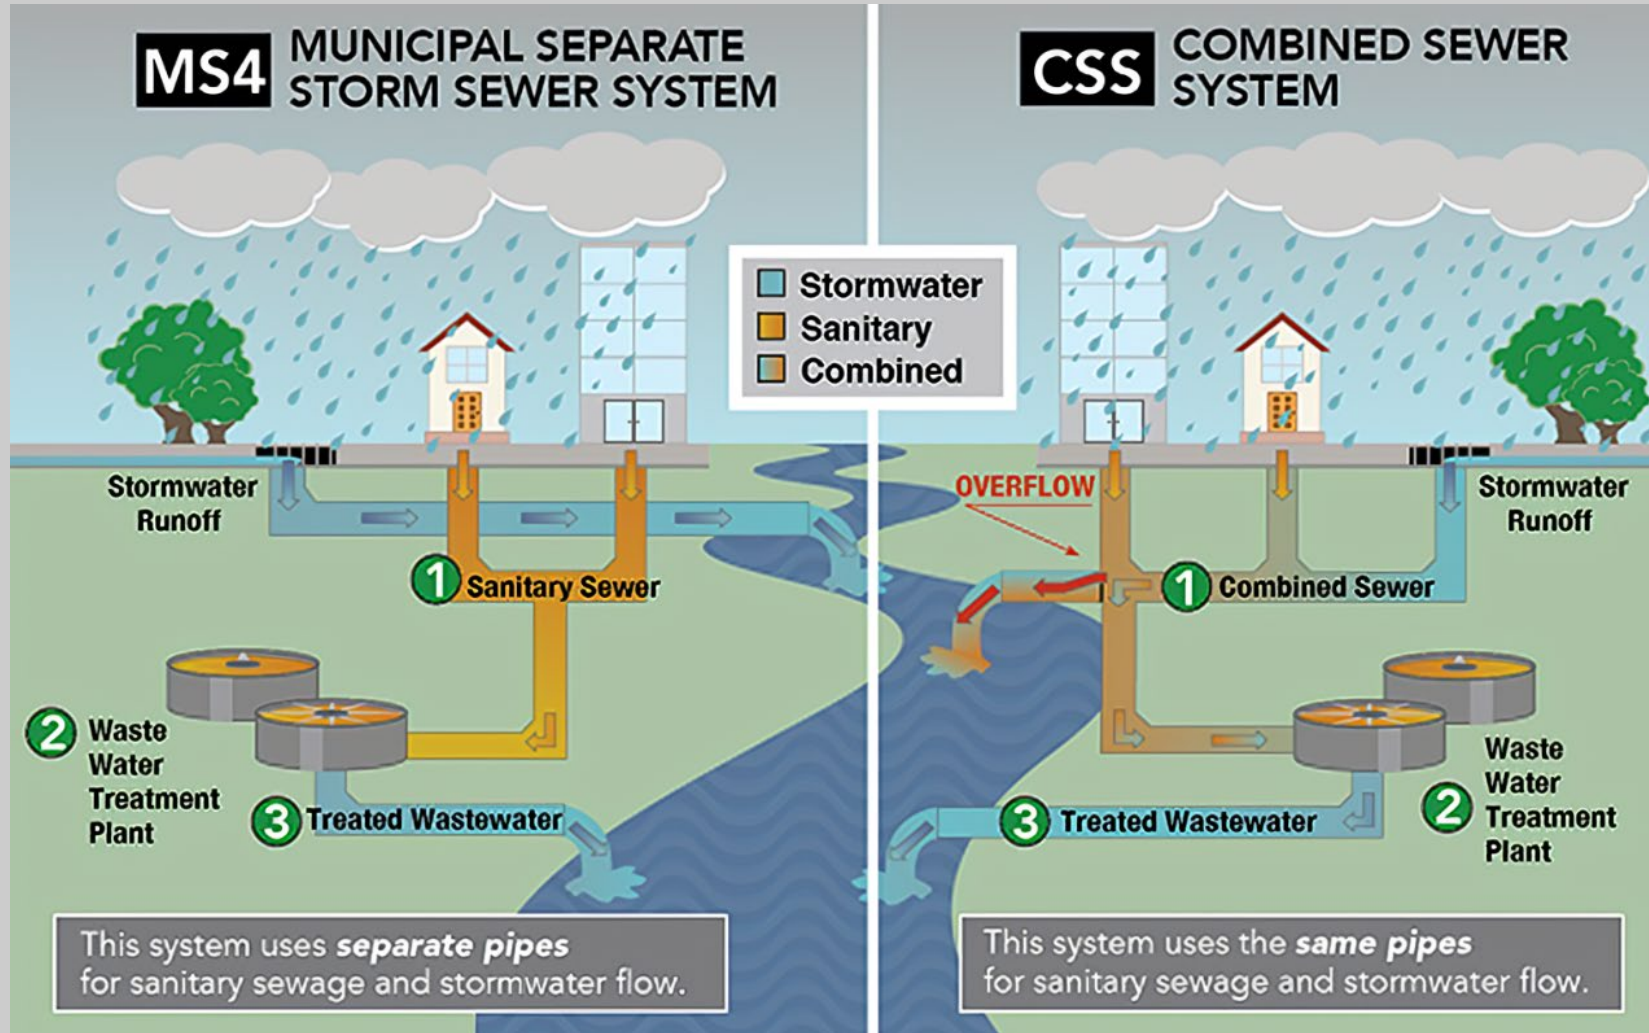 MS4
MUNICIPAL SEPARATE
STORM SEWER SYSTEM
Stormwater
Runoff
1
Sanitary Sewer
2
Waste
Water
Treatment
Plant
3
Treated Wastewater
This system uses separate pipes
for sanitary sewage and stormwater flow.
Stormwater
Sanitary
Combined
CSS
COMBINED SEWER
SYSTEM
OVERFLOW
Stormwater
Runoff
1
Combined Sewer
2
Waste
Water
Treatment
Plant
3
Treated Wastewater
This system uses the same pipes
for sanitary sewage and stormwater flow.